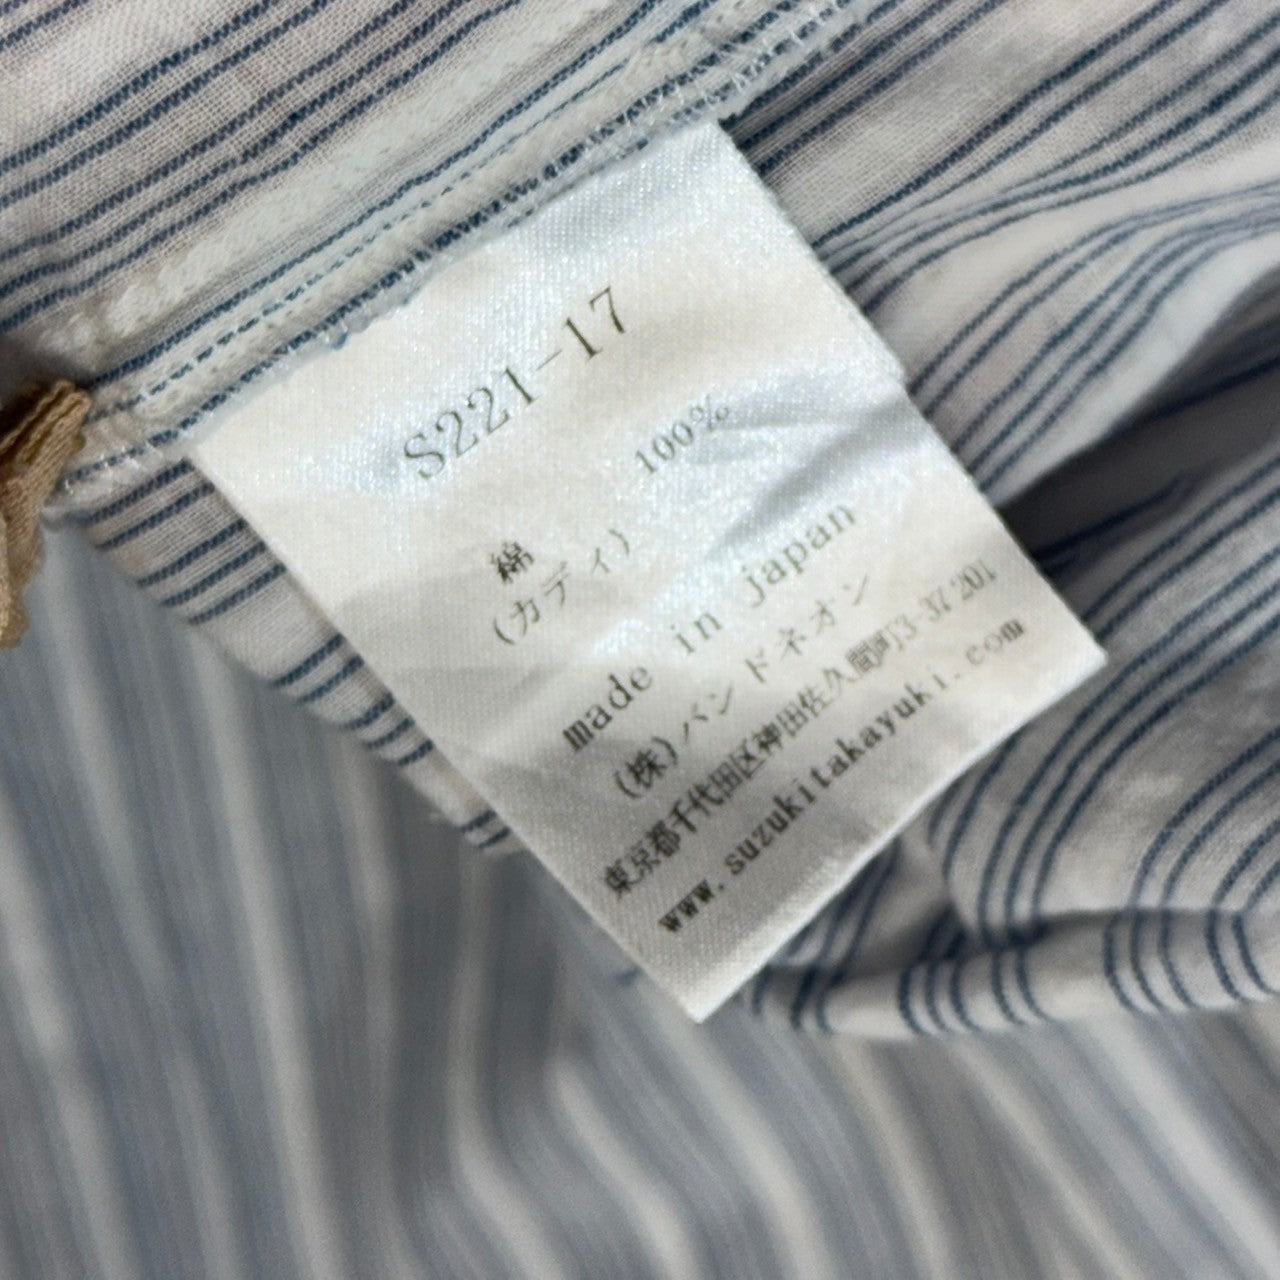 S221-17
綿 100%
(カディ)
made in japan
(株)バンドネオン
東京都千代田区神田佐久間町3-37 201
www.suzukitakayuki.com